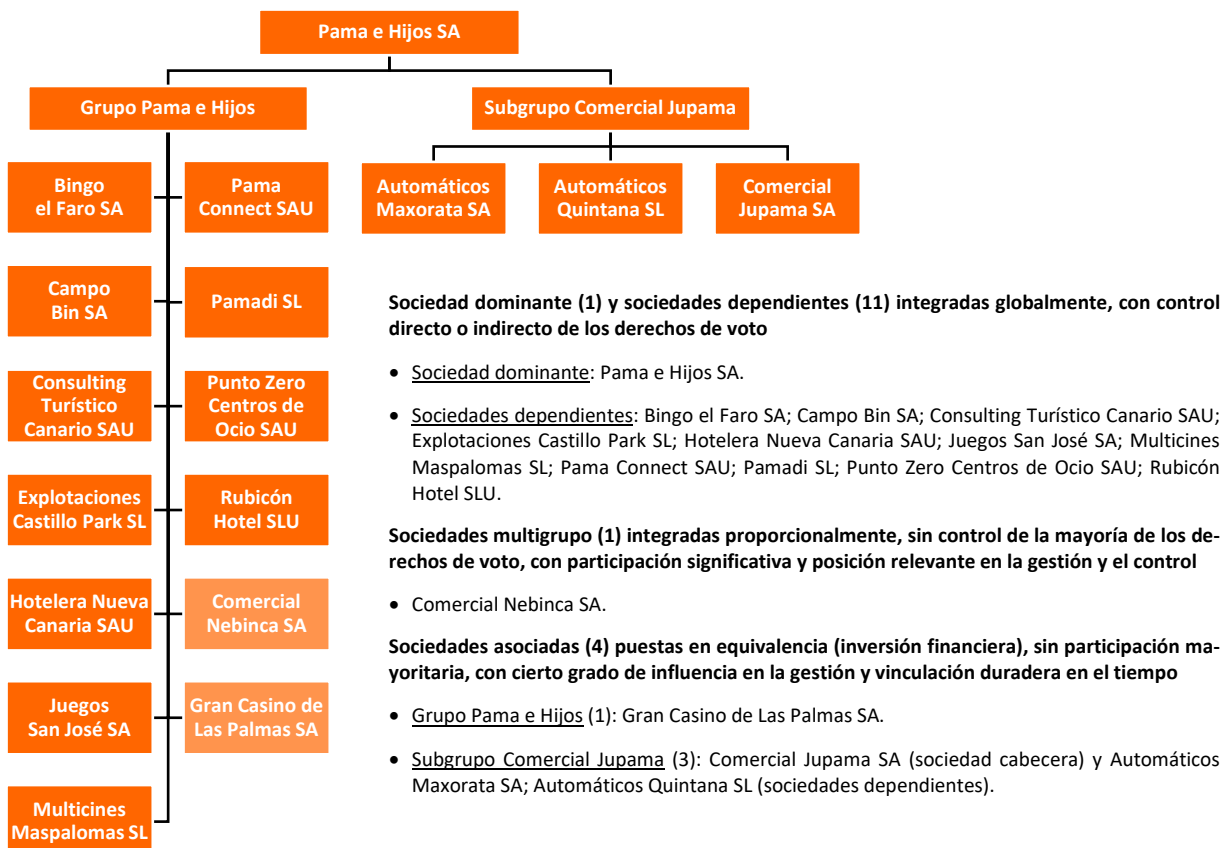 Pama e Hijos SA
Grupo Pama e Hijos
Subgrupo Comercial Jupama
Bingo
el Faro SA
Pama
Connect SAU
Automáticos
Maxorata SA
Automáticos
Quintana SL
Comercial
Jupama SA
Campo
Bin SA
Pamadi SL
Consulting
Turístico
Canario SAU
Punto Zero
Centros de
Ocio SAU
Explotaciones
Castillo Park SL
Rubicón
Hotel SLU
Hotelera Nueva
Canaria SAU
Comercial
Nebinca SA
Juegos
San José SA
Gran Casino de
Las Palmas SA
Multicines
Maspalomas SL
Sociedad dominante (1) y sociedades dependientes (11) integradas globalmente, con control
directo o indirecto de los derechos de voto
• Sociedad dominante: Pama e Hijos SA.
• Sociedades dependientes: Bingo el Faro SA; Campo Bin SA; Consulting Turístico Canario SAU;
Explotaciones Castillo Park SL; Hotelera Nueva Canaria SAU; Juegos San José SA; Multicines
Maspalomas SL; Pama Connect SAU; Pamadi SL; Punto Zero Centros de Ocio SAU; Rubicón
Hotel SLU.
Sociedades multigrupo (1) integradas proporcionalmente, sin control de la mayoría de los de-
rechos de voto, con participación significativa y posición relevante en la gestión y el control
• Comercial Nebinca SA.
Sociedades asociadas (4) puestas en equivalencia (inversión financiera), sin participación ma-
yoritaria, con cierto grado de influencia en la gestión y vinculación duradera en el tiempo
• Grupo Pama e Hijos (1): Gran Casino de Las Palmas SA.
• Subgrupo Comercial Jupama (3): Comercial Jupama SA (sociedad cabecera) y Automáticos
Maxorata SA; Automáticos Quintana SL (sociedades dependientes).